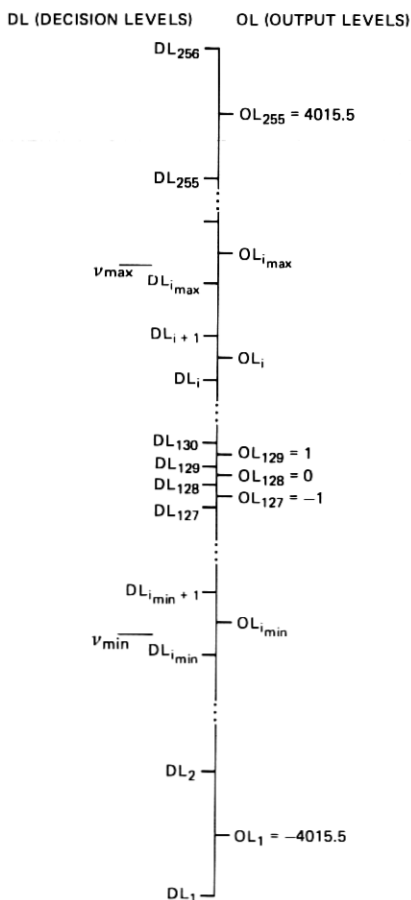 DL (DECISION LEVELS) OL (OUTPUT LEVELS)
DL256
OL255 = 4015.5
DL255
OLimax
νmax DLimax
DLi + 1
OLi
DLi
DL130
OL129 = 1
DL129
OL128 = 0
DL128
OL127 = −1
DL127
DLimin + 1
OLimin
νmin DLimin
DL2
OL1 = −4015.5
DL1